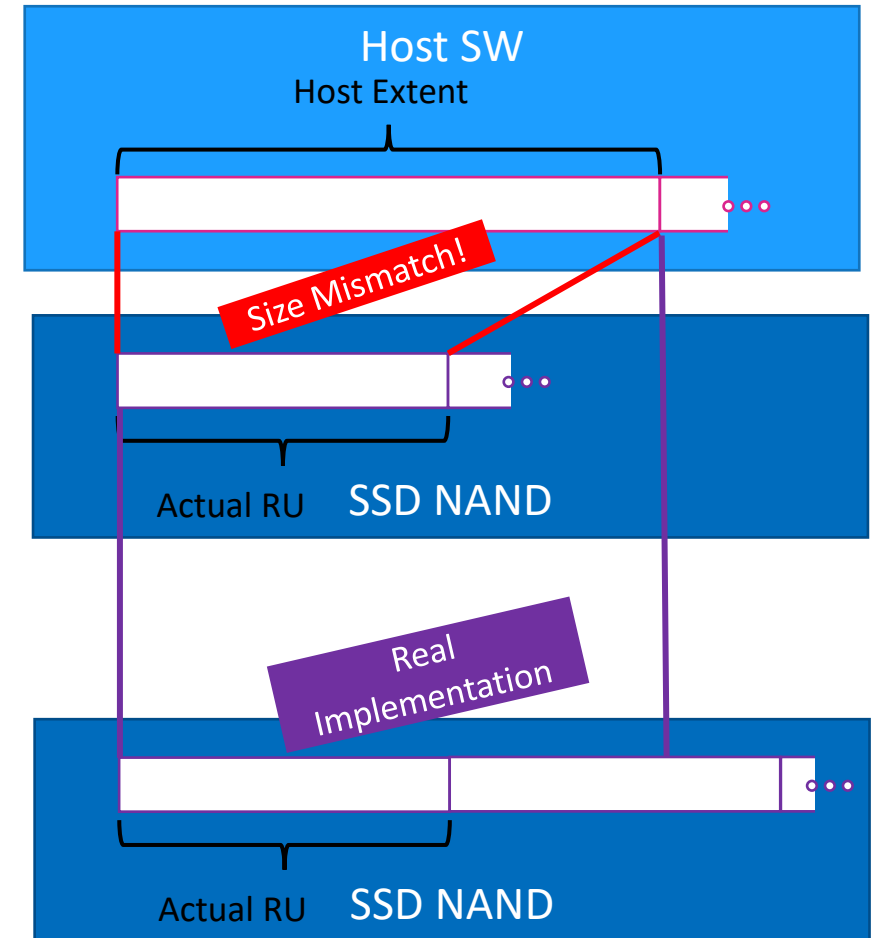 Host SW
Host Extent
Size Mismatch!
Actual RU
SSD NAND
Real
Implementation
Actual RU
SSD NAND